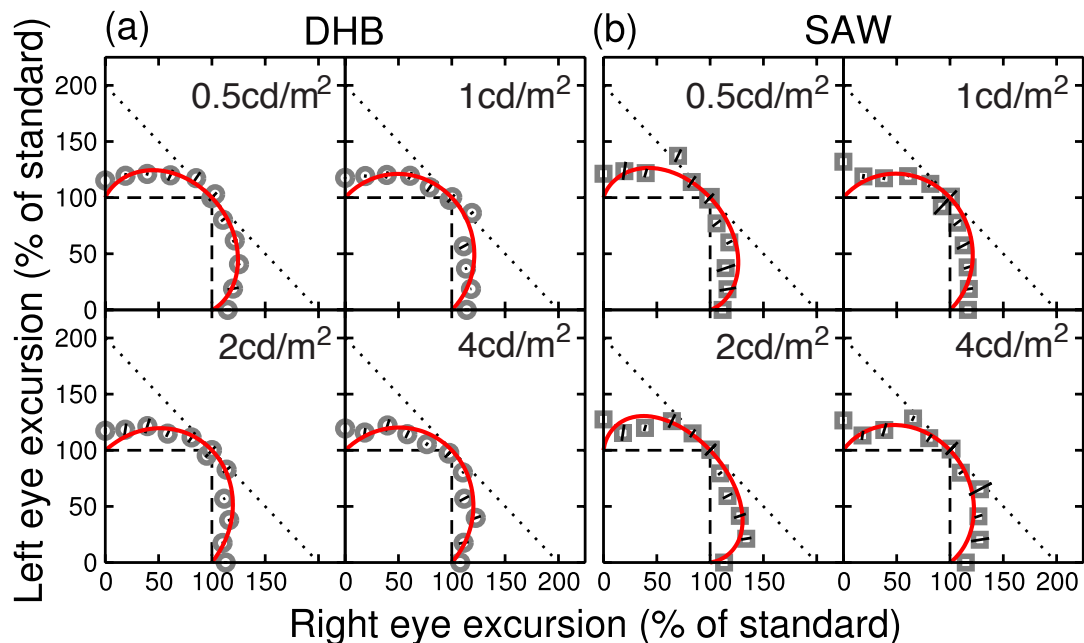 (a) DHB (b) SAW
0.5cd/m² 1cd/m² 0.5cd/m² 1cd/m²
200
150
100
50
0
2cd/m² 4cd/m² 2cd/m² 4cd/m²
200
150
100
50
0
0 50 100 150 0 50 100 150 200 0 50 100 150 0 50 100 150 200
Left eye excursion (% of standard)
Right eye excursion (% of standard)